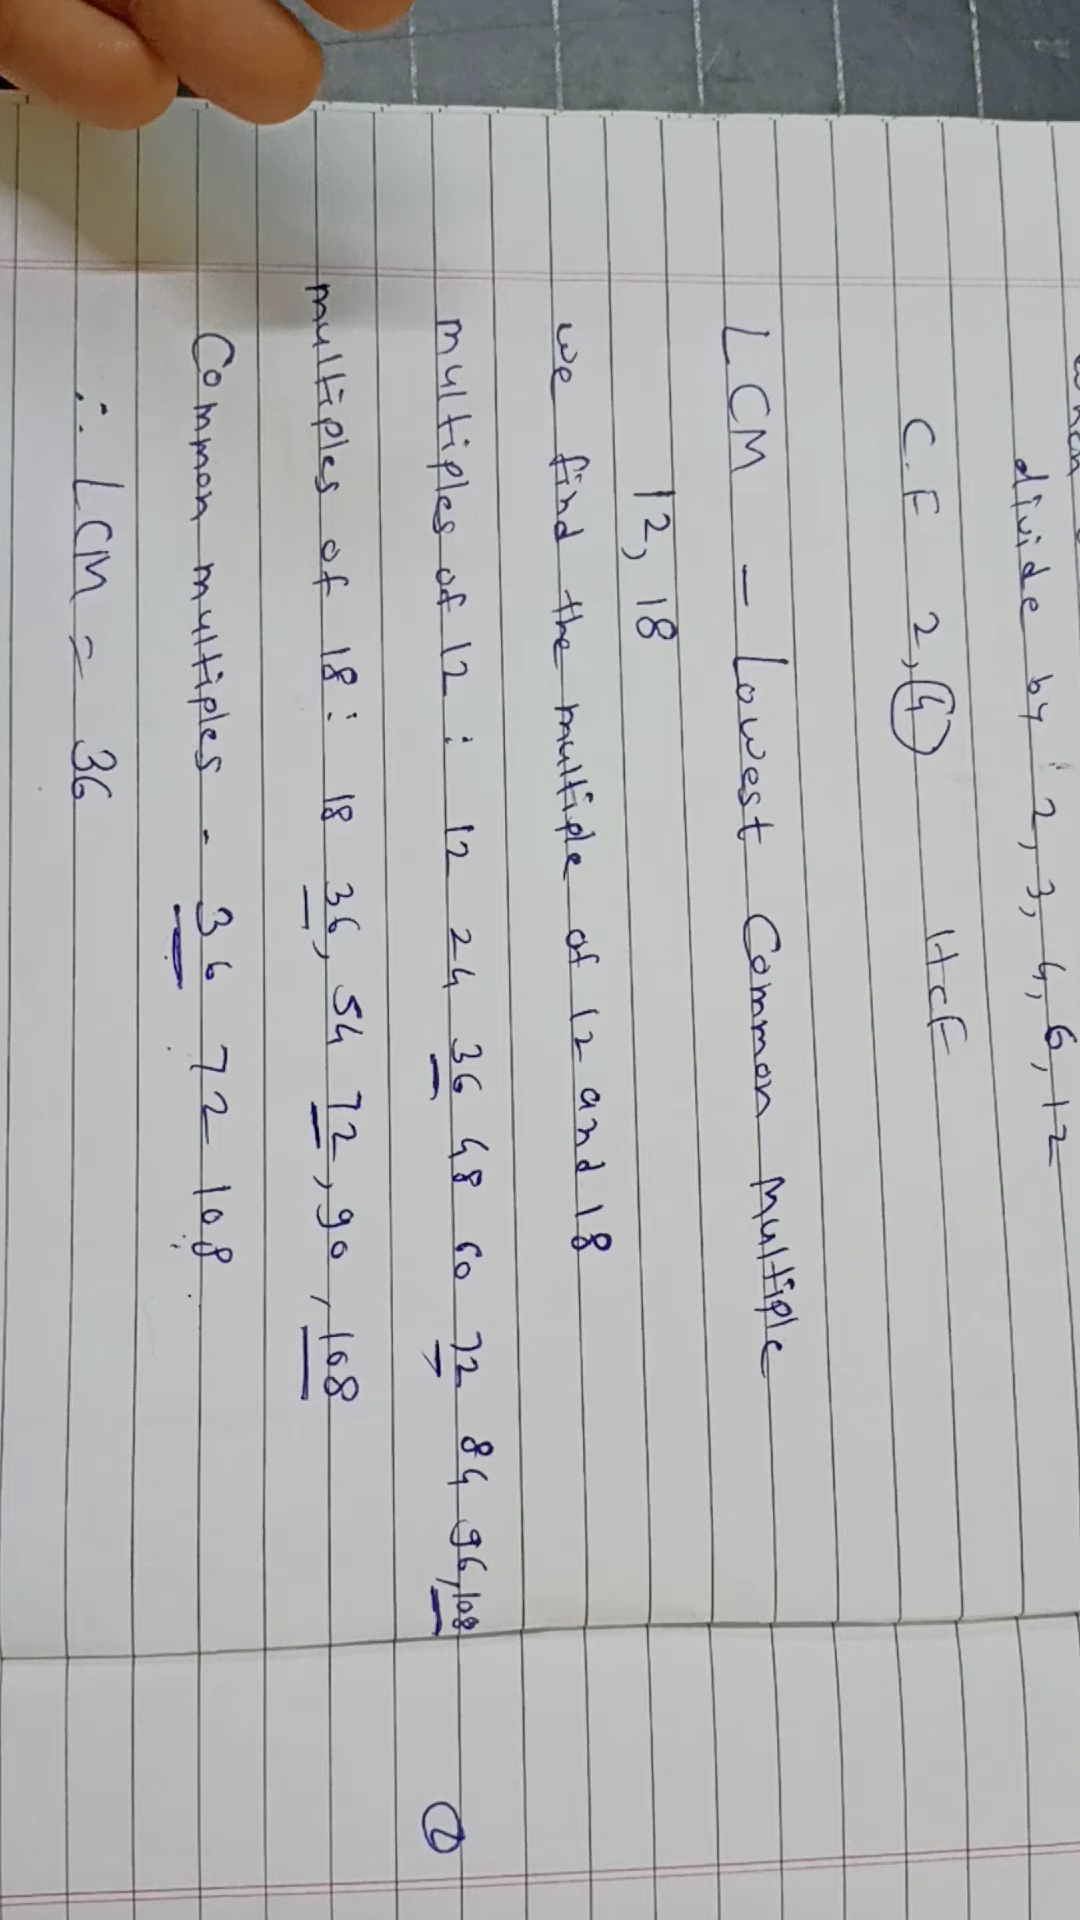 divide by : 2, 3, 4, 6, 12
C.F 2, 4 HCF
LCM - Lowest Common Multiple
12, 18
we find the multiple of 12 and 18
multiples of 12 : 12 24 36 48 60 72 84 96, 108
multiples of 18 : 18 36, 54 72, 90, 108
Common multiples - 36 72 108
∴ LCM = 36